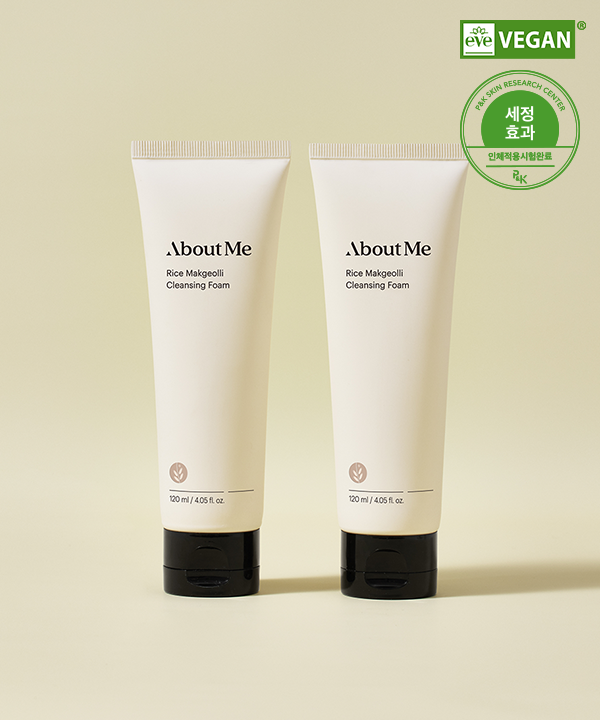 eve VEGAN®
P&K SKIN RESEARCH CENTER
세정
효과
인체적용시험완료
P&K
About Me
Rice Makgeolli
Cleansing Foam
120 ml / 4.05 fl. oz.
About Me
Rice Makgeolli
Cleansing Foam
120 ml / 4.05 fl. oz.